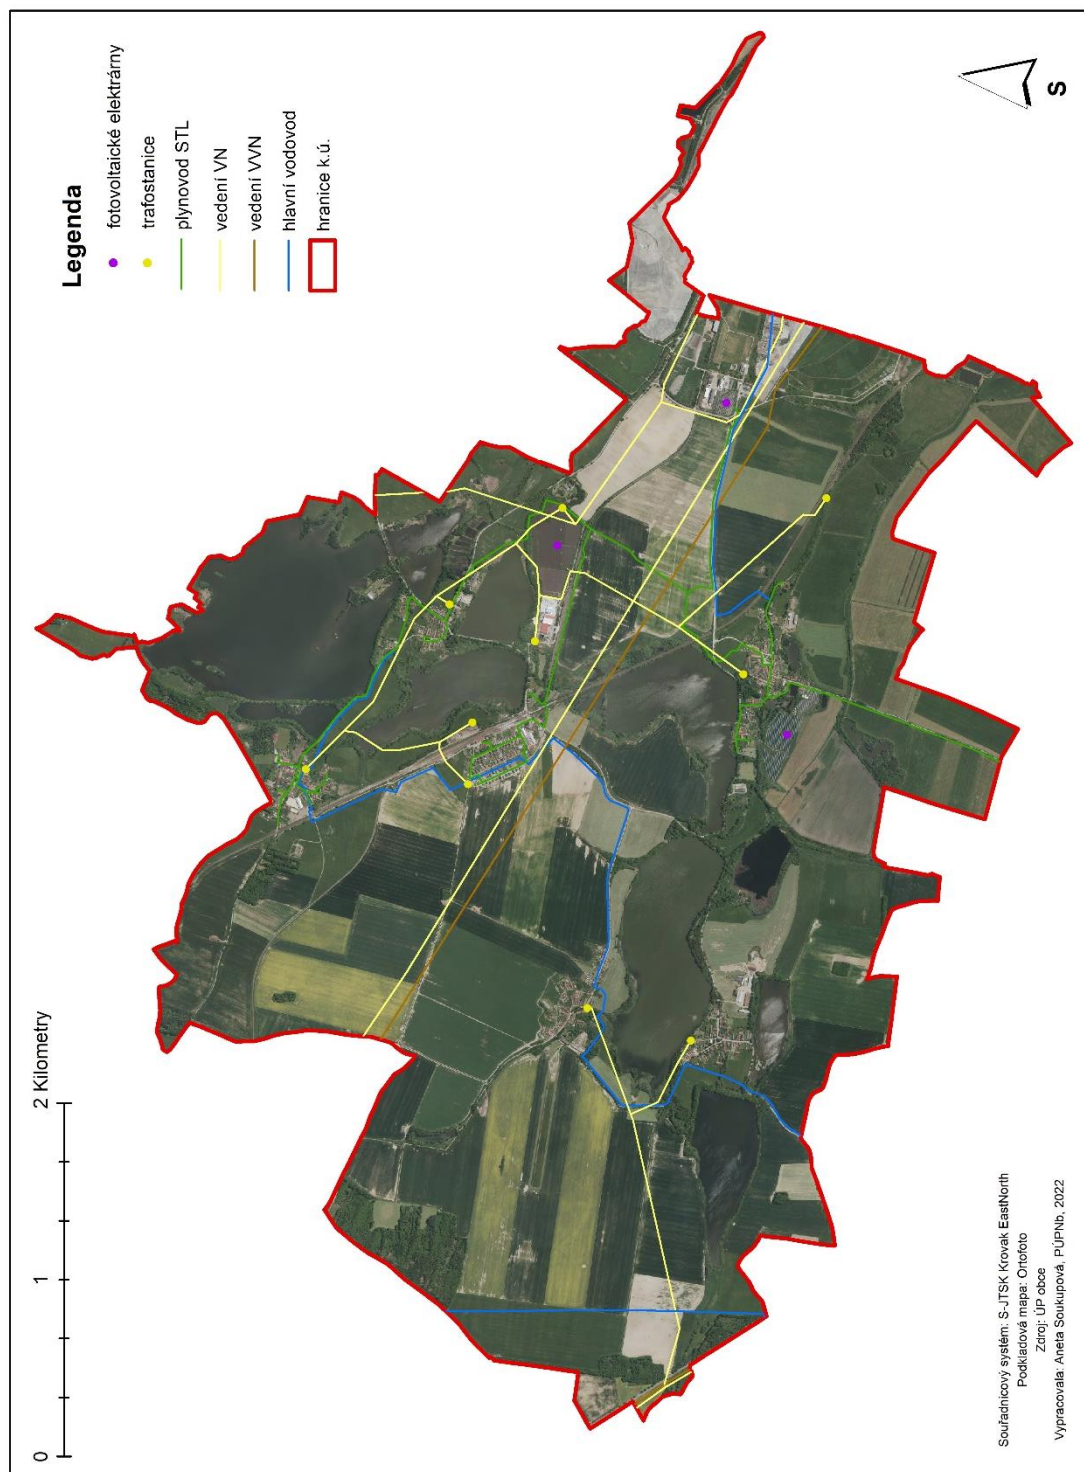 Legenda
fotovoltaické elektrárny
trafostanice
plynovod STL
vedení VN
vedení VVN
hlavní vodovod
hranice k.ú.
S
0 1 2 Kilometry
Souřadnicový systém: S-JTSK Krovak EastNorth
Podkladová mapa: Ortofoto
Zdroj: ÚP obce
Vypracovala: Aneta Soukupová, PÚPNb, 2022